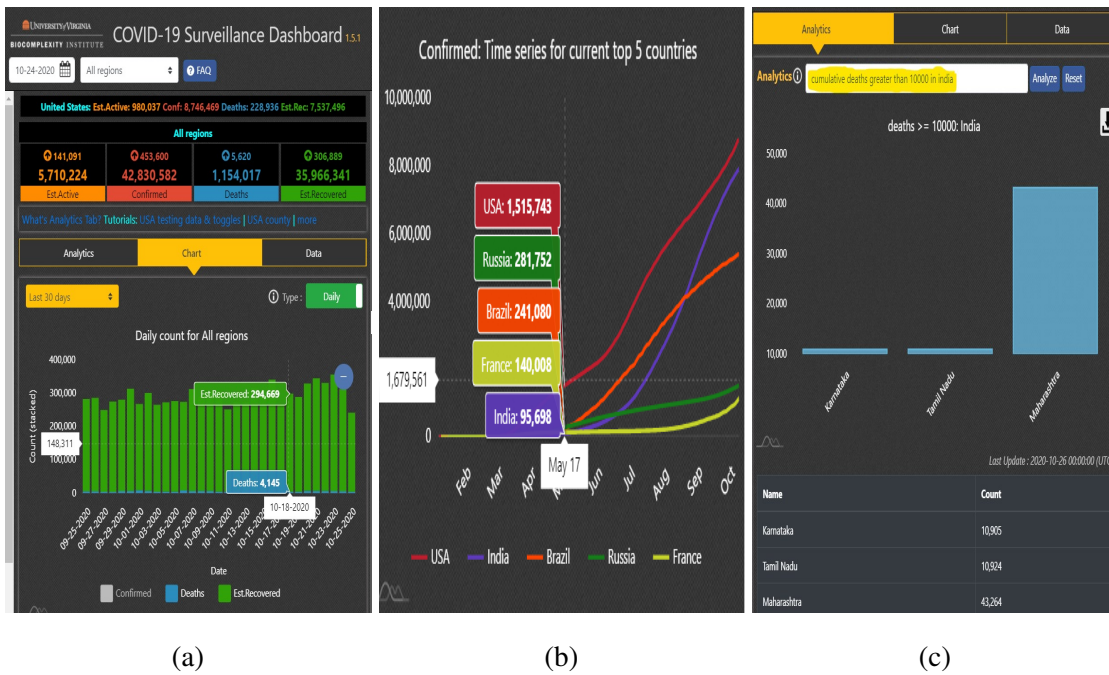 UNIVERSITY of VIRGINIA
BIOCOMPLEXITY INSTITUTE
COVID-19 Surveillance Dashboard 1.5.1
10-24-2020 All regions FAQ
United States: Est.Active: 980,037 Conf: 8,746,469 Deaths: 228,936 Est.Rec: 7,537,496
All regions
141,091 453,600 5,620 306,889
5,710,224 42,830,582 1,154,017 35,966,341
Est.Active Confirmed Deaths Est.Recovered
What's Analytics Tab? Tutorials: USA testing data & toggles | USA county | more
Analytics Chart Data
Last 30 days Type : Daily
Daily count for All regions
Count (stacked)
400,000
300,000
200,000
100,000
0
148,311
Est.Recovered: 294,669
Deaths: 4,145
10-18-2020
09-25-2020
09-27-2020
09-29-2020
10-01-2020
10-03-2020
10-05-2020
10-07-2020
10-09-2020
10-11-2020
10-13-2020
10-15-2020
10-17-2020
10-19-2020
10-21-2020
10-23-2020
10-25-2020
Date
Confirmed Deaths Est.Recovered
(a)
Confirmed: Time series for current top 5 countries
10,000,000
8,000,000
6,000,000
4,000,000
0
1,679,561
USA: 1,515,743
Russia: 281,752
Brazil: 241,080
France: 140,008
India: 95,698
May 17
Feb Mar Apr Jun Jul Aug Sep Oct
USA India Brazil Russia France
(b)
Analytics Chart Data
Analytics cumulative deaths greater than 10000 in india Analyze Reset
deaths >= 10000: India
50,000
40,000
30,000
20,000
10,000
Karnataka Tamil Nadu Maharashtra
Last Update : 2020-10-26 00:00:00 (UTC
Name Count
Karnataka 10,905
Tamil Nadu 10,924
Maharashtra 43,264
(c)